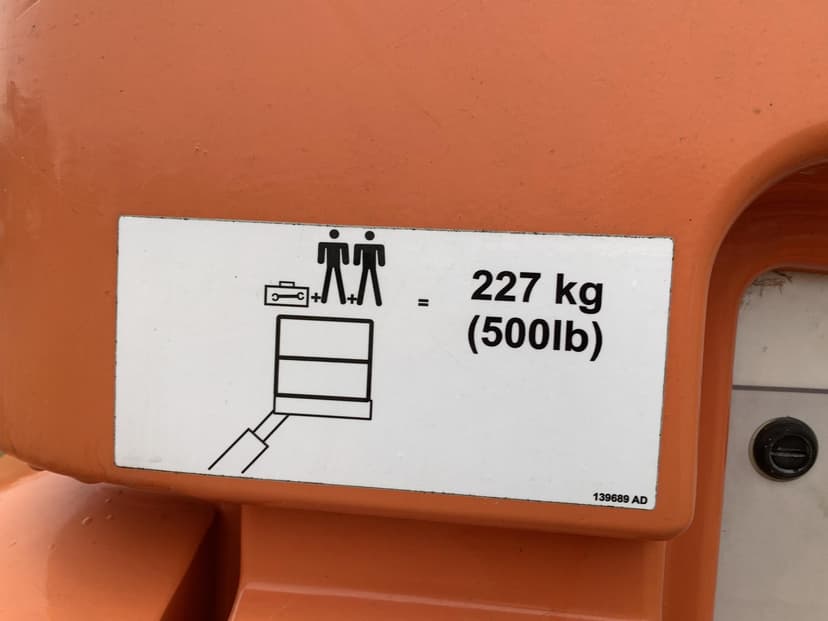 ++=
227 kg
(500lb)
139689 AD